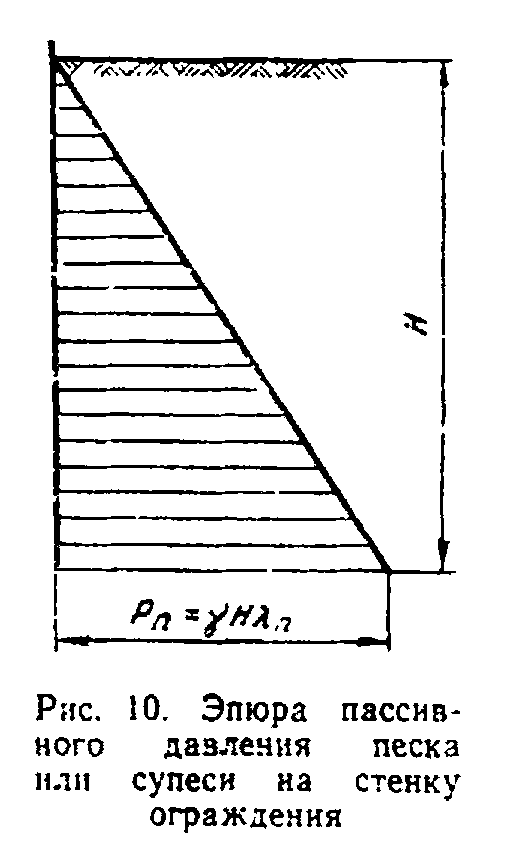 H
Pп = γHλп
Рис. 10. Эпюра пассив-
ного давления песка
или супеси на стенку
ограждения